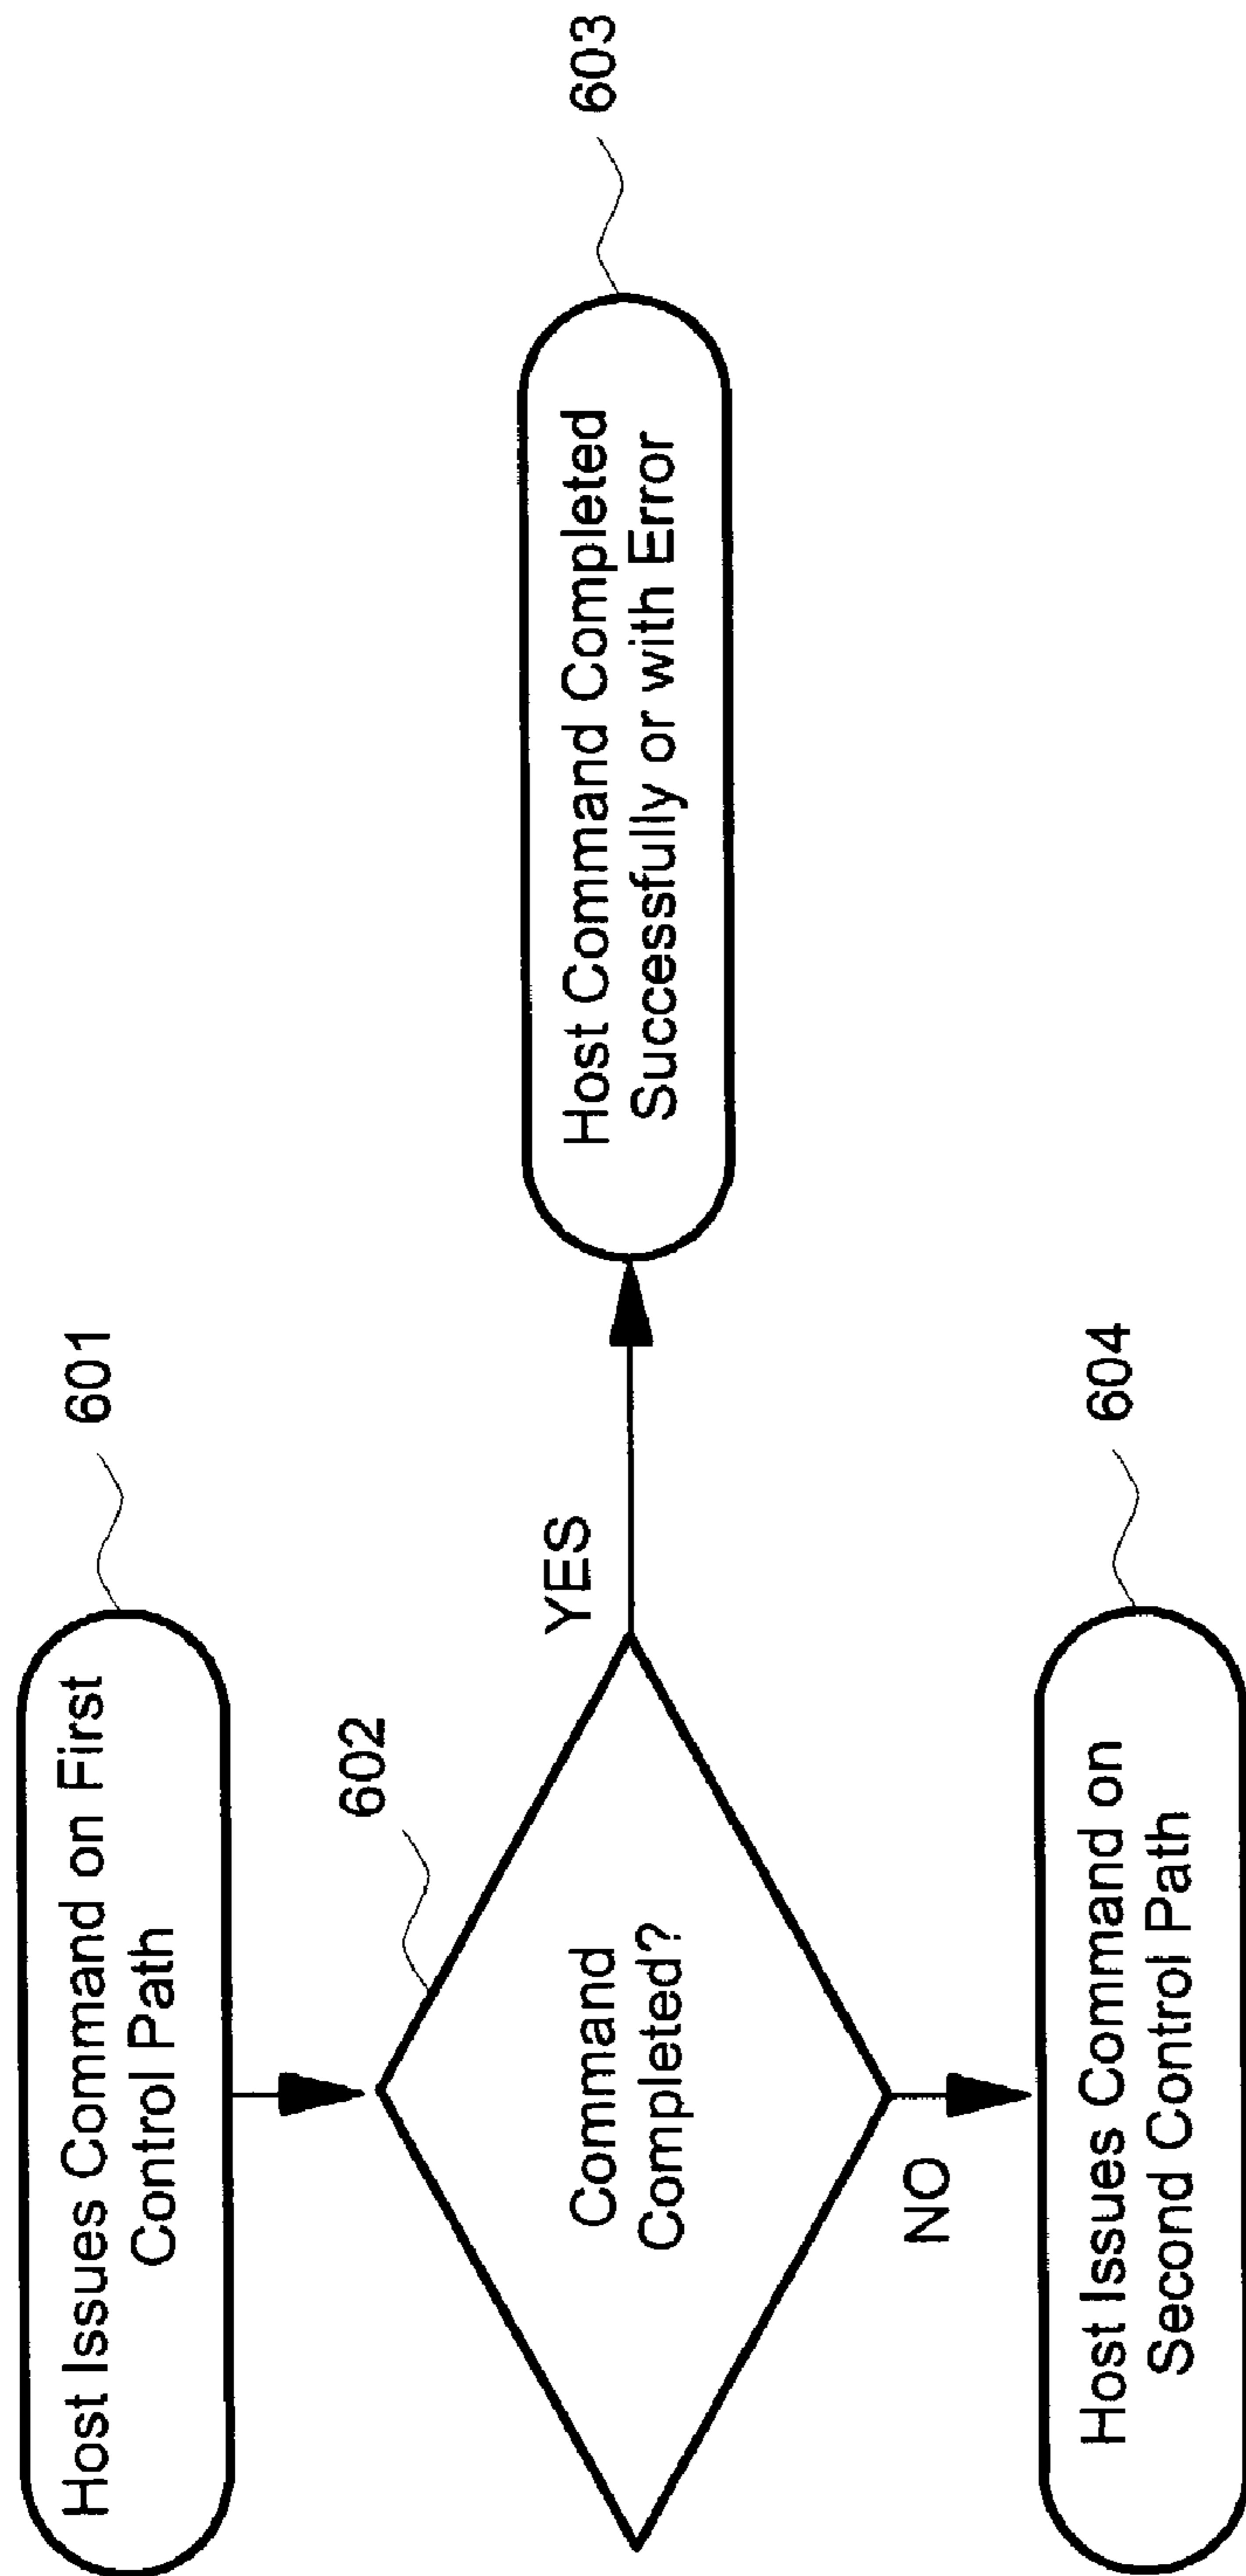 Host Issues Command on First
Control Path
601
602
Command
Completed?
YES
Host Command Completed
Successfully or with Error
603
NO
Host Issues Command on
Second Control Path
604